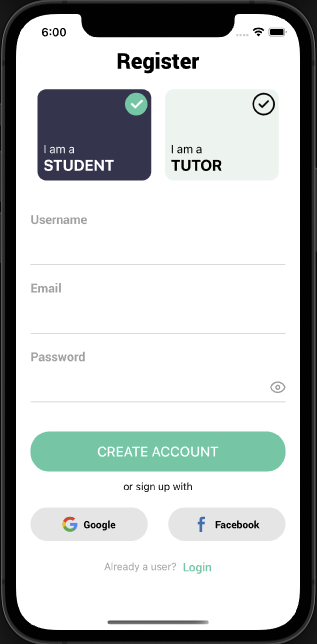 6:00
Register
I am a
STUDENT
I am a
TUTOR
Username
Email
Password
CREATE ACCOUNT
or sign up with
Google
Facebook
Already a user? Login